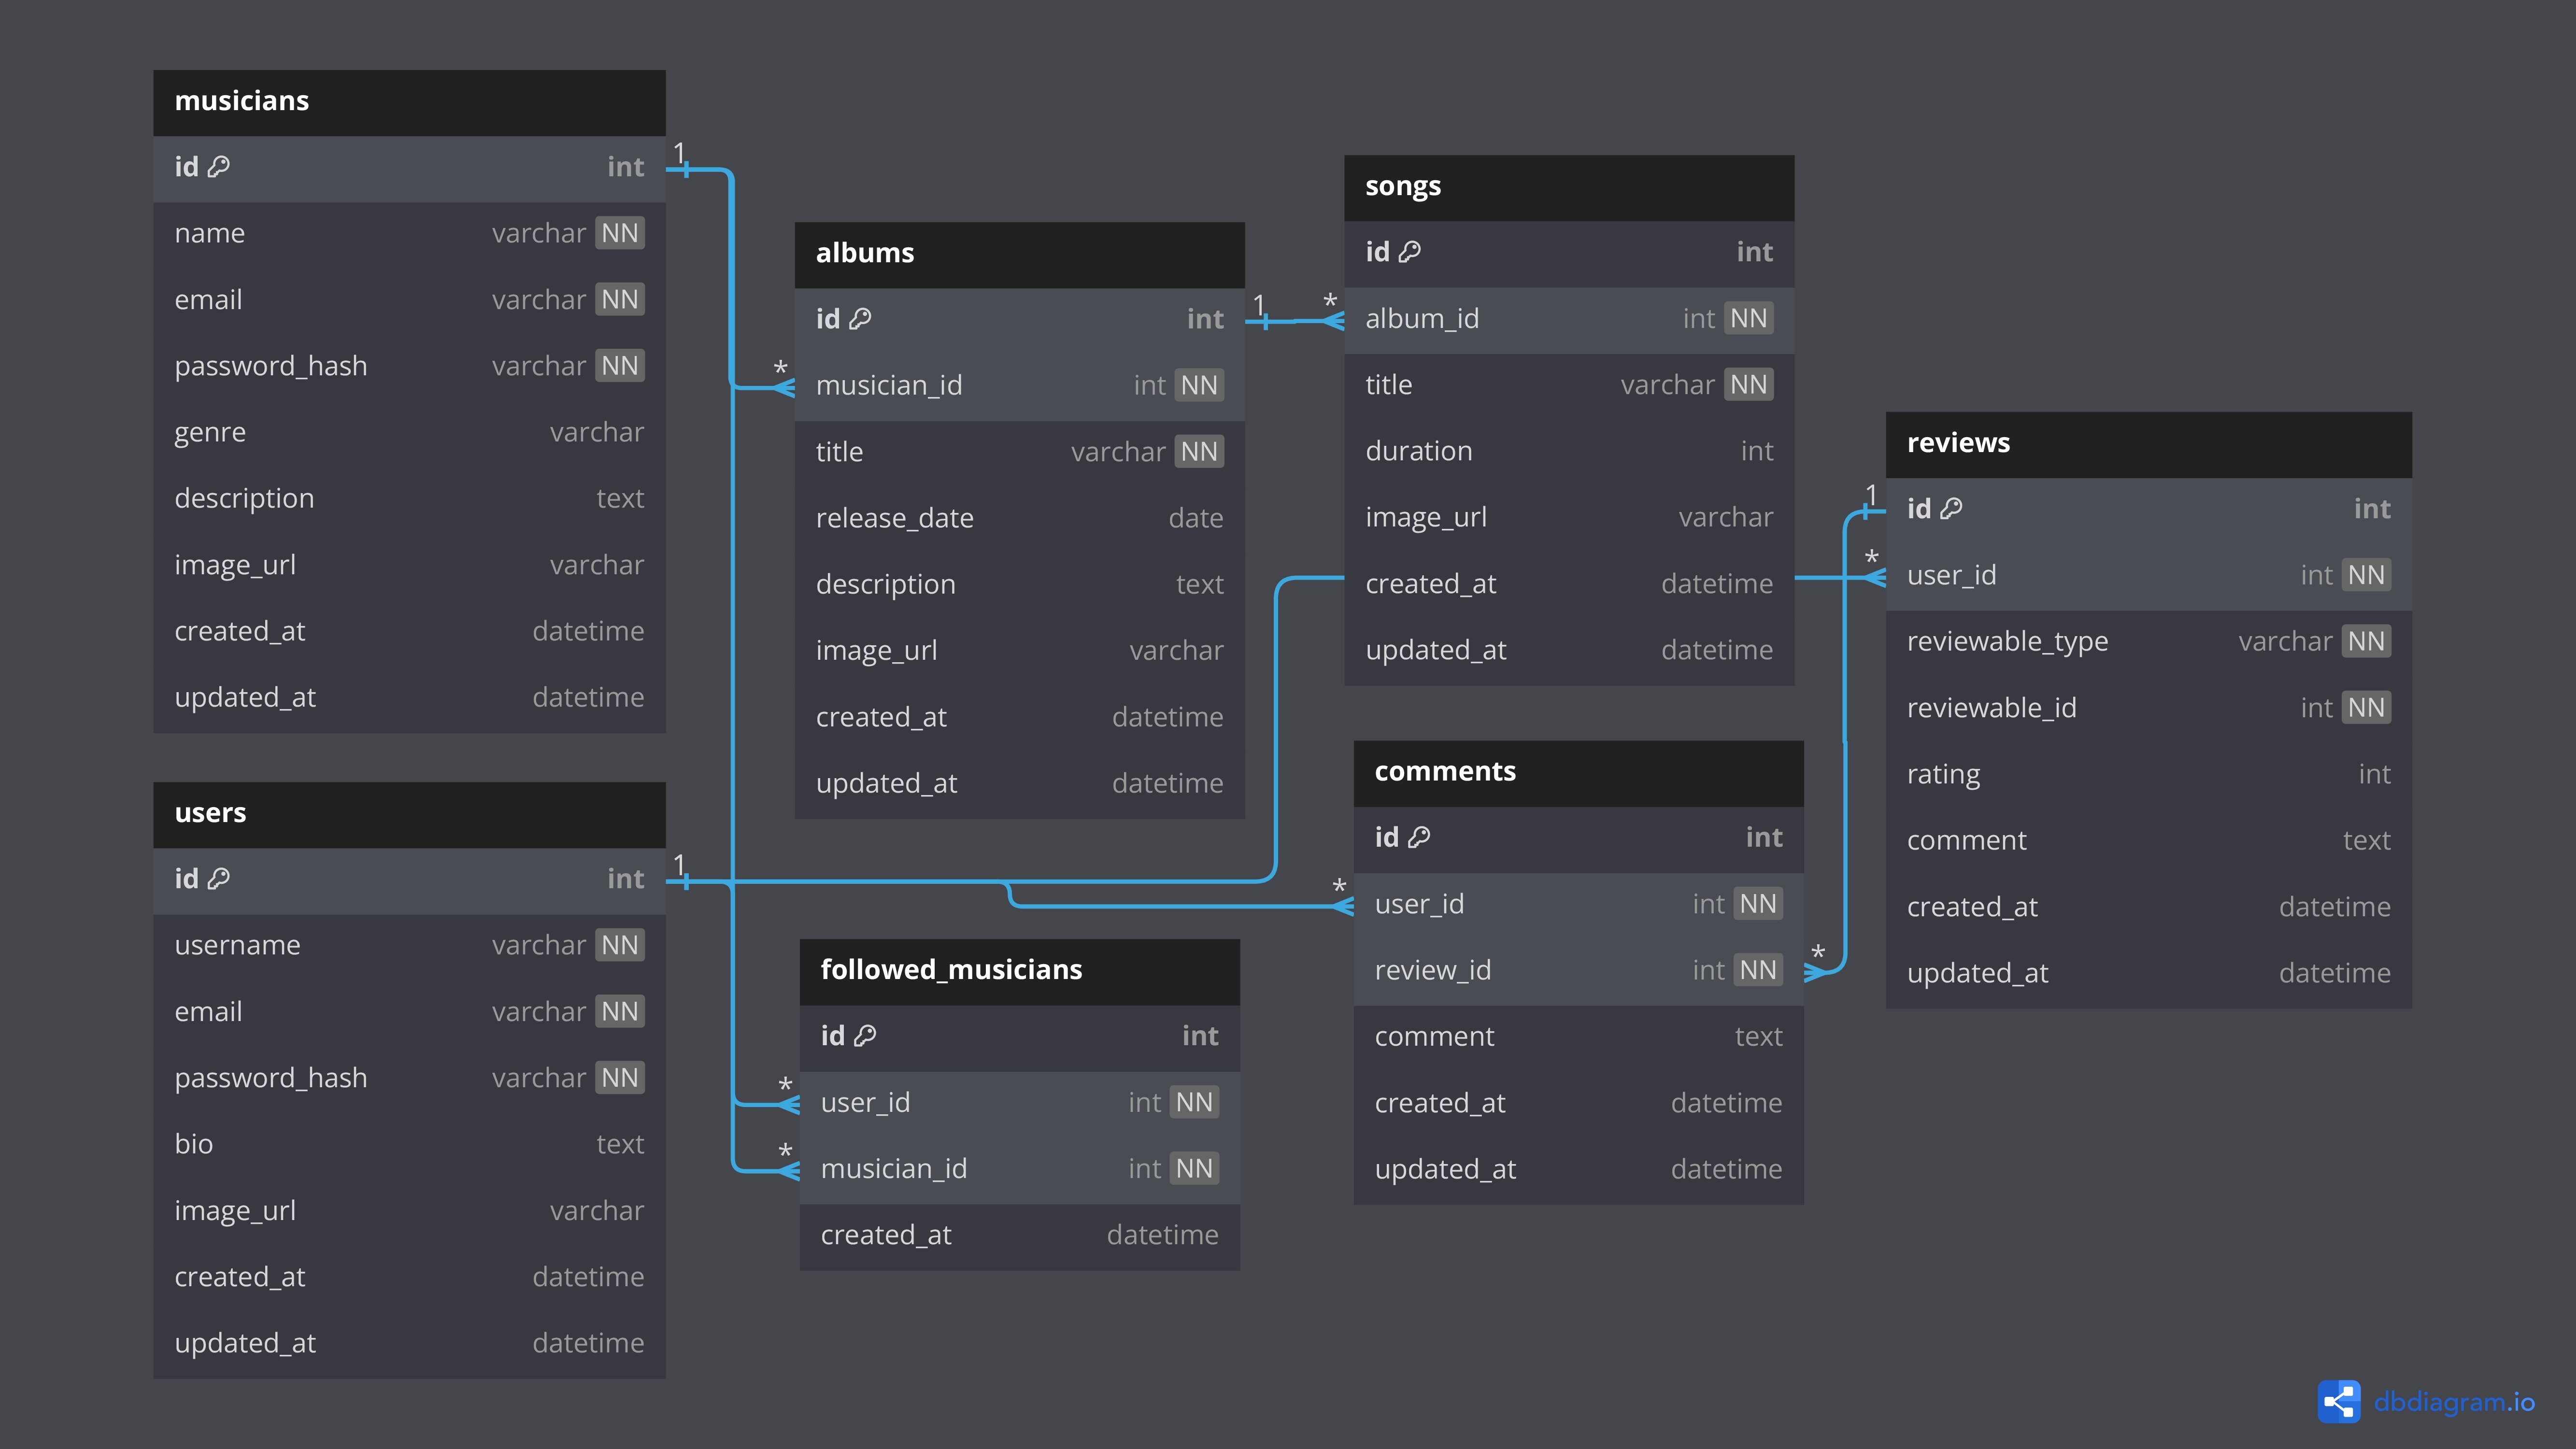 musicians
id int
name varchar NN
email varchar NN
password_hash varchar NN
genre varchar
description text
image_url varchar
created_at datetime
updated_at datetime
1
users
id int
username varchar NN
email varchar NN
password_hash varchar NN
bio text
image_url varchar
created_at datetime
updated_at datetime
1
albums
id int
musician_id int NN
title varchar NN
release_date date
description text
image_url varchar
created_at datetime
updated_at datetime
*
1
followed_musicians
id int
user_id int NN
musician_id int NN
created_at datetime
*
*
songs
id int
album_id int NN
title varchar NN
duration int
image_url varchar
created_at datetime
updated_at datetime
*
comments
id int
user_id int NN
review_id int NN
comment text
created_at datetime
updated_at datetime
*
*
reviews
id int
user_id int NN
reviewable_type varchar NN
reviewable_id int NN
rating int
comment text
created_at datetime
updated_at datetime
1
*
dbdiagram.io